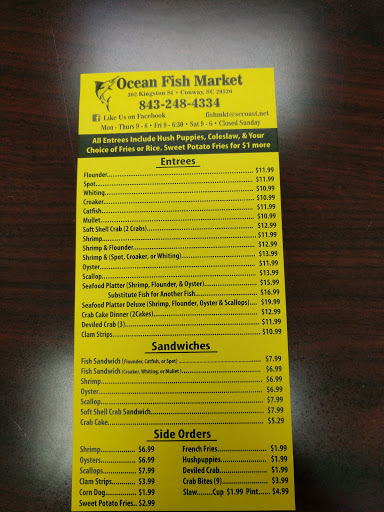 Ocean Fish Market
302 Kingston St • Conway, SC 29526
843-248-4334
Like Us on Facebook fishmkt@sccoast.net
Mon - Thurs 9 - 6 • Fri 9 - 6:30 • Sat 9 - 6 • Closed Sunday
All Entrees Include Hush Puppies, Coleslaw, & Your
Choice of Fries or Rice. Sweet Potato Fries for $1 more
Entrees
Flounder $11.99
Spot $11.99
Whiting $10.99
Croaker $10.99
Catfish $11.99
Mullet $10.99
Soft Shell Crab (2 Crabs) $12.99
Shrimp $11.99
Shrimp & Flounder $12.99
Shrimp & (Spot, Croaker, or Whiting) $13.99
Oyster $11.99
Scallop $13.99
Seafood Platter (Shrimp, Flounder, & Oyster) $15.99
Substitute Fish for Another Fish $16.99
Seafood Platter Deluxe (Shrimp, Flounder, Oyster & Scallops) $19.99
Crab Cake Dinner (2Cakes) $12.99
Deviled Crab (3) $11.99
Clam Strips $10.99
Sandwiches
Fish Sandwich (Flounder, Catfish, or Spot) $7.99
Fish Sandwich (Croaker, Whiting, or Mullet) $6.99
Shrimp $6.99
Oyster $6.99
Scallop $7.99
Soft Shell Crab Sandwich $7.99
Crab Cake $5.29
Side Orders
Shrimp $6.99 French Fries $1.99
Oysters $6.99 Hushpuppies $1.99
Scallops $7.99 Deviled Crab $1.99
Clam Strips $3.99 Crab Bites (9) $3.99
Corn Dog $1.99 Slaw Cup $1.99 Pint $4.99
Sweet Potato Fries $2.99